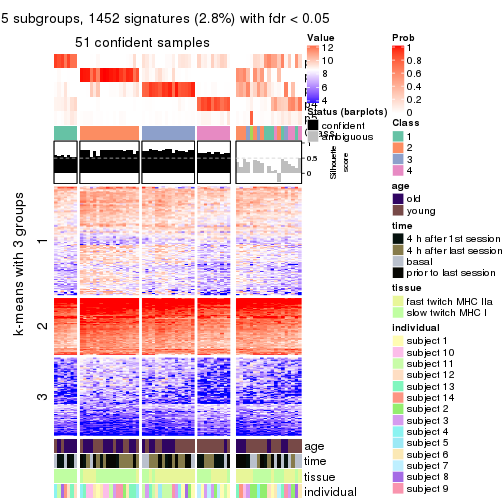 5 subgroups, 1452 signatures (2.8%) with fdr < 0.05
51 confident samples
Value
12
10
8
6
4
Status (barplots)
confident
ambiguous
1
0.5
0
Silhouette
score
k-means with 3 groups
1
2
3
age
time
tissue
individual
Prob
1
0.8
0.6
0.4
0.2
0
Class
1
2
3
4
age
old
young
time
4 h after 1st session
4 h after last session
basal
prior to last session
tissue
fast twitch MHC IIa
slow twitch MHC I
individual
subject 1
subject 10
subject 11
subject 12
subject 13
subject 14
subject 2
subject 3
subject 4
subject 5
subject 6
subject 7
subject 8
subject 9